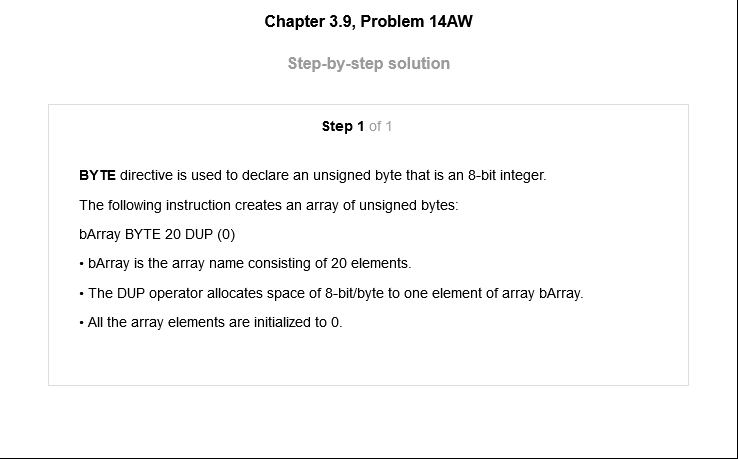 Chapter 3.9, Problem 14AW
Step-by-step solution
Step 1 of 1
BYTE directive is used to declare an unsigned byte that is an 8-bit integer.
The following instruction creates an array of unsigned bytes:
bArray BYTE 20 DUP (0)
• bArray is the array name consisting of 20 elements.
• The DUP operator allocates space of 8-bit/byte to one element of array bArray.
• All the array elements are initialized to 0.